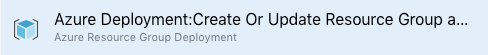 Azure Deployment:Create Or Update Resource Group a...
Azure Resource Group Deployment